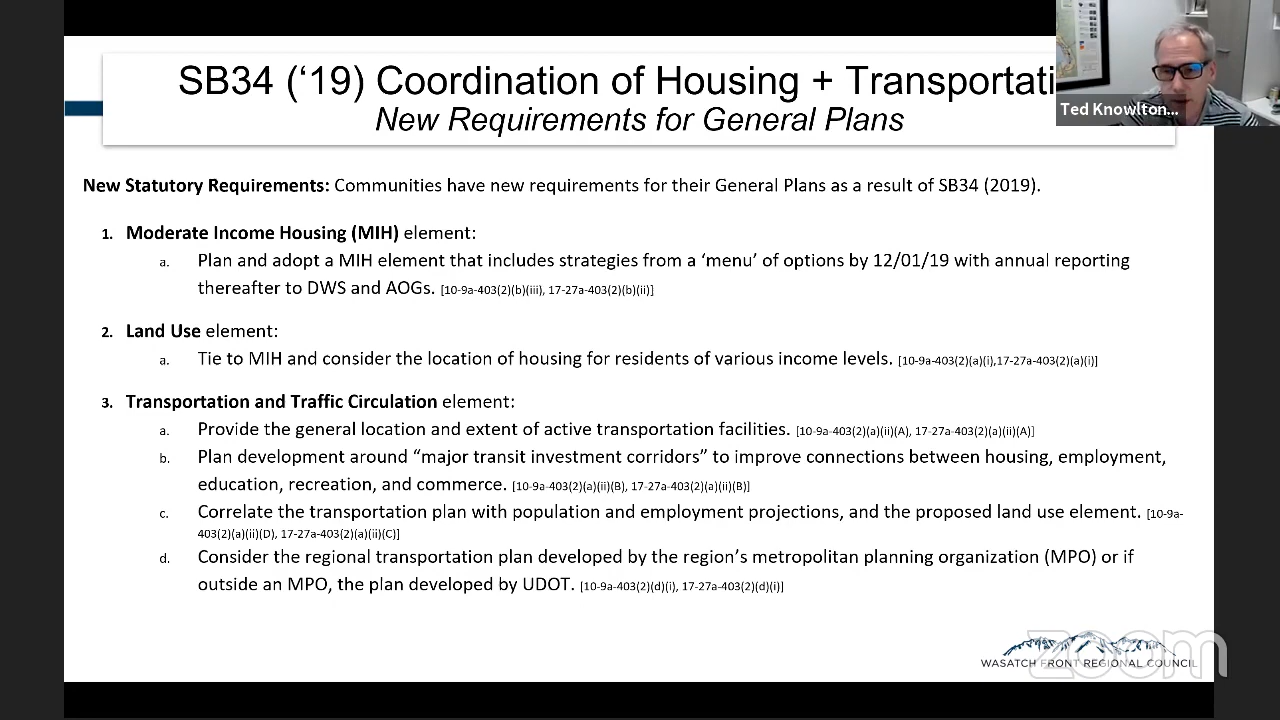 SB34 (‘19) Coordination of Housing + Transportati
New Requirements for General Plans
Ted Knowlton...
New Statutory Requirements: Communities have new requirements for their General Plans as a result of SB34 (2019).
1. Moderate Income Housing (MIH) element:
a. Plan and adopt a MIH element that includes strategies from a ‘menu’ of options by 12/01/19 with annual reporting
thereafter to DWS and AOGs. [10-9a-403(2)(b)(iii), 17-27a-403(2)(b)(ii)]
2. Land Use element:
a. Tie to MIH and consider the location of housing for residents of various income levels. [10-9a-403(2)(a)(i),17-27a-403(2)(a)(i)]
3. Transportation and Traffic Circulation element:
a. Provide the general location and extent of active transportation facilities. [10-9a-403(2)(a)(ii)(A), 17-27a-403(2)(a)(ii)(A)]
b. Plan development around “major transit investment corridors” to improve connections between housing, employment,
education, recreation, and commerce. [10-9a-403(2)(a)(ii)(B), 17-27a-403(2)(a)(ii)(B)]
c. Correlate the transportation plan with population and employment projections, and the proposed land use element. [10-9a-
403(2)(a)(ii)(D), 17-27a-403(2)(a)(ii)(C)]
d. Consider the regional transportation plan developed by the region’s metropolitan planning organization (MPO) or if
outside an MPO, the plan developed by UDOT. [10-9a-403(2)(d)(i), 17-27a-403(2)(d)(i)]
zoom
WASATCH FRONT REGIONAL COUNCIL